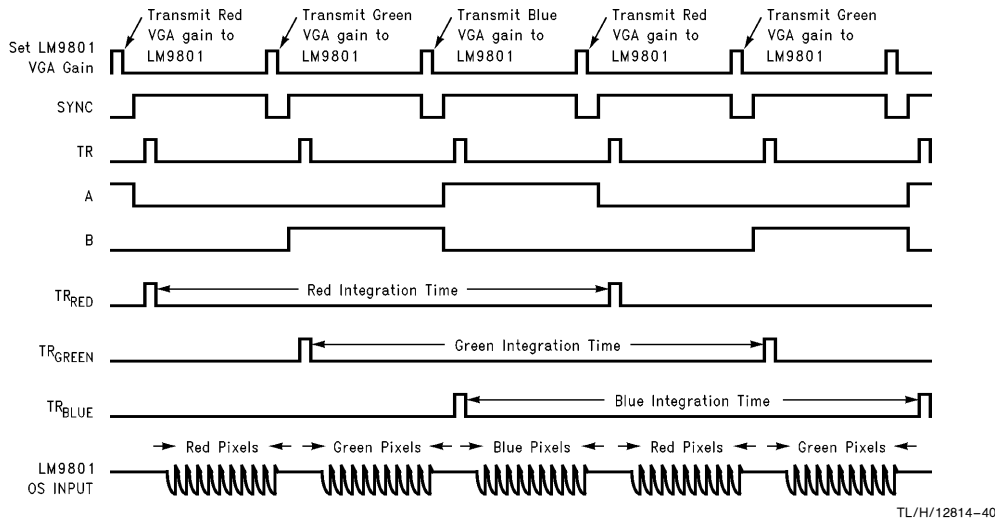 Transmit Red
VGA gain to
LM9801
Transmit Green
VGA gain to
LM9801
Transmit Blue
VGA gain to
LM9801
Transmit Red
VGA gain to
LM9801
Transmit Green
VGA gain to
LM9801
Set LM9801
VGA Gain
SYNC
TR
A
B
TRRED
Red Integration Time
TRGREEN
Green Integration Time
TRBLUE
Blue Integration Time
Red Pixels
Green Pixels
Blue Pixels
Red Pixels
Green Pixels
LM9801
OS INPUT
TL/H/12814–40